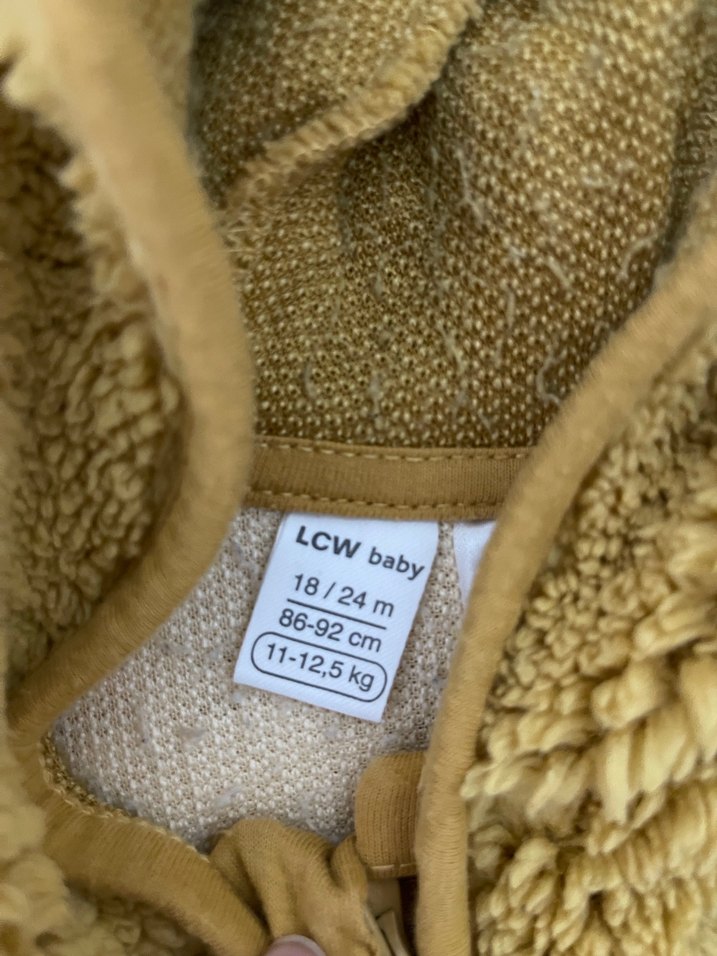 LCW baby
18 / 24 m
86-92 cm
11-12,5 kg